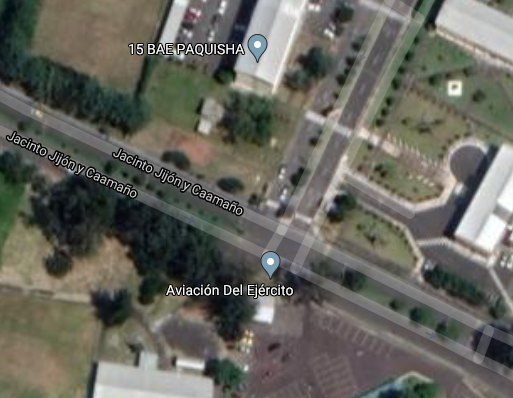 15 BAE PAQUISHA
Jacinto Jijón y Caamaño
Jacinto Jijón y Caamaño
Aviación Del Ejército